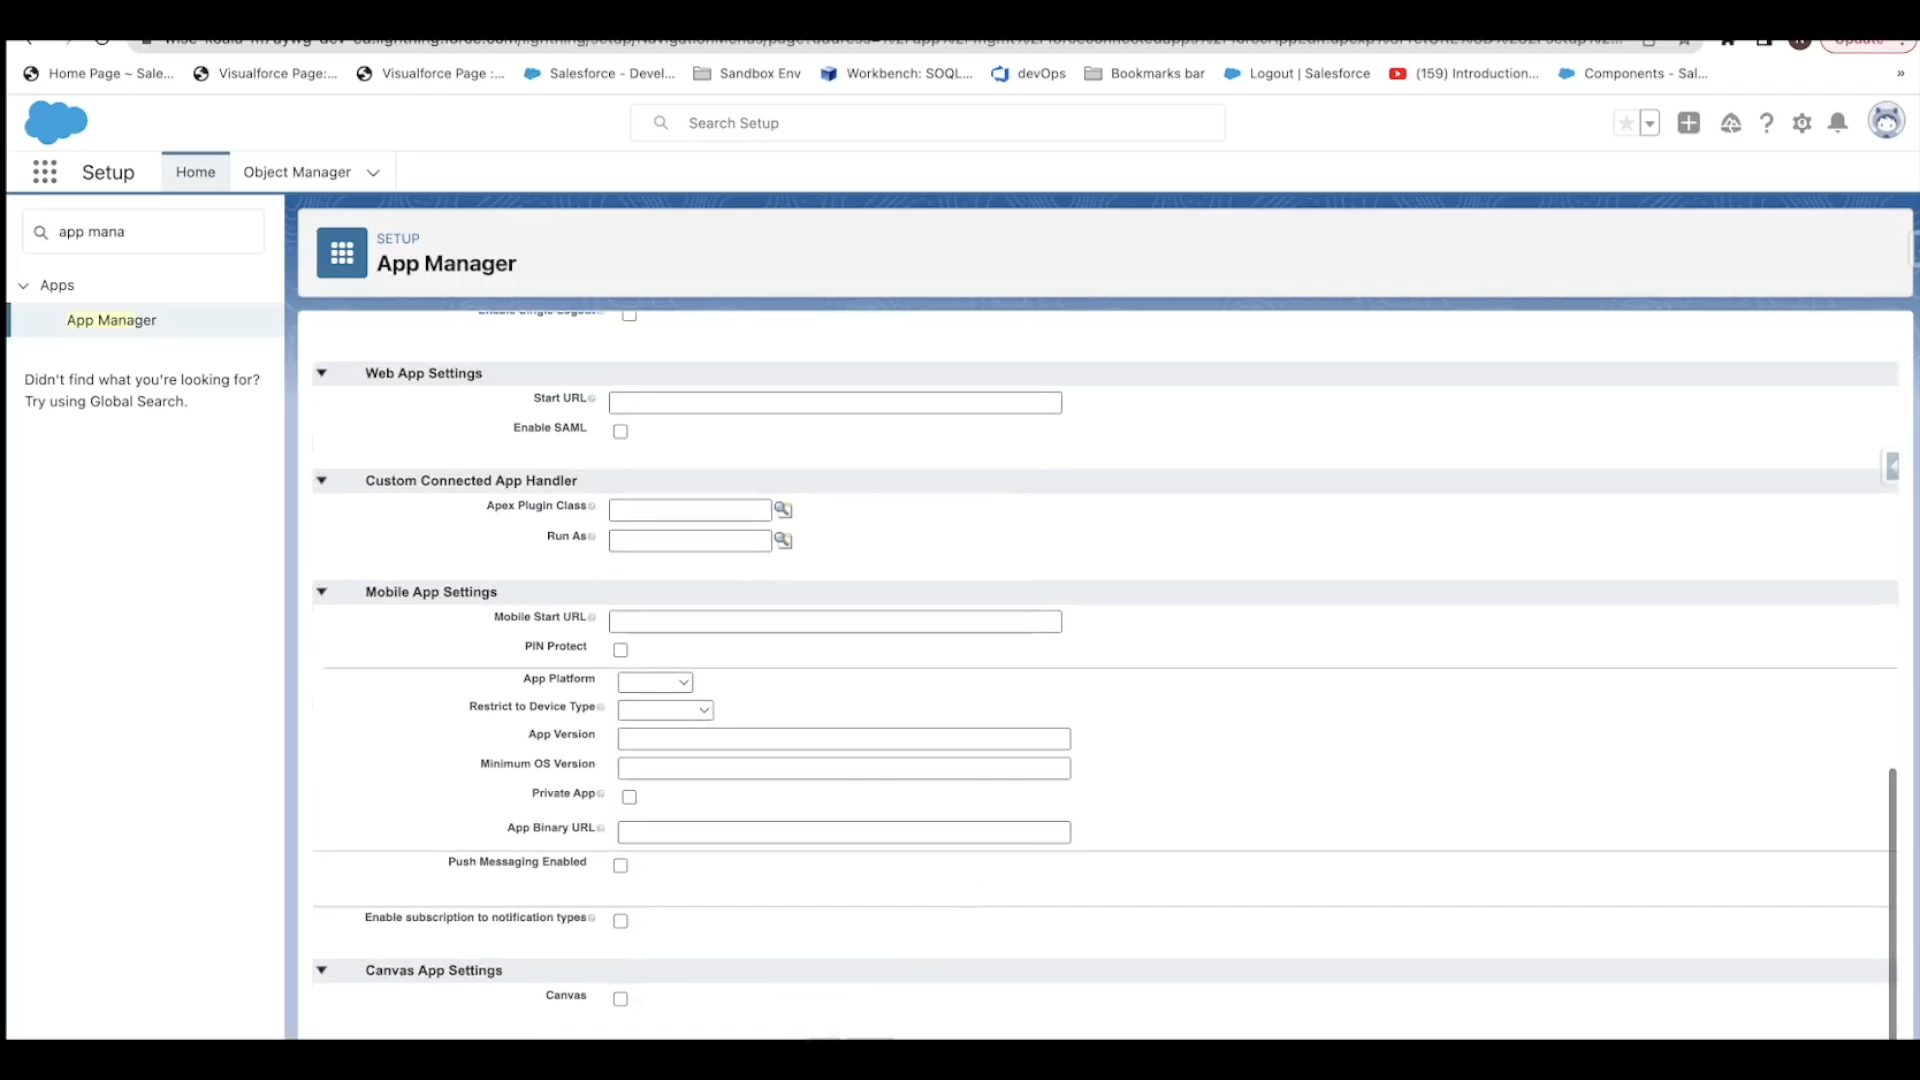 Home Page ~ Sale...
Visualforce Page:...
Visualforce Page :...
Salesforce - Devel...
Sandbox Env
Workbench: SOQL...
devOps
Bookmarks bar
Logout | Salesforce
(159) Introduction...
Components - Sal...
»
Search Setup
Setup
Home
Object Manager
app mana
Apps
App Manager
Didn't find what you're looking for?
Try using Global Search.
SETUP
App Manager
Web App Settings
Start URL
Enable SAML
Custom Connected App Handler
Apex Plugin Class
Run As
Mobile App Settings
Mobile Start URL
PIN Protect
App Platform
Restrict to Device Type
App Version
Minimum OS Version
Private App
App Binary URL
Push Messaging Enabled
Enable subscription to notification types
Canvas App Settings
Canvas